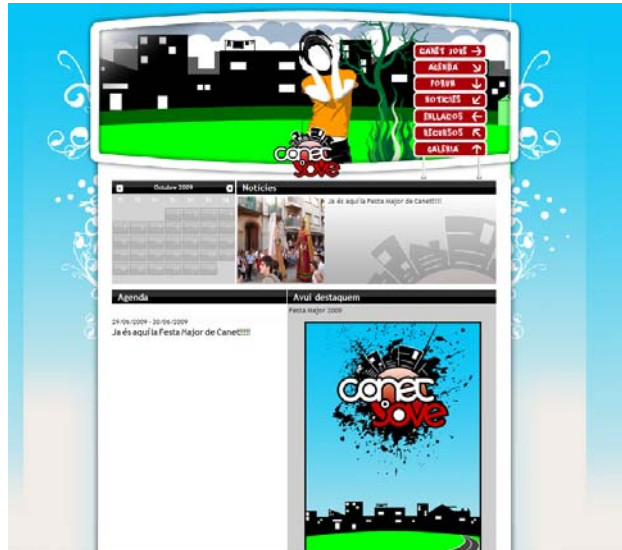 CANET JOVE
AGENDA
FORUM
NOTICIES
ENLLAÇOS
RECURSOS
GALERIA
canet
Jove
Octubre 2009
Notícies
Ja és aquí la Festa Major de Canet!!!!
Agenda
29/06/2009 - 30/06/2009
Ja és aquí la Festa Major de Canet!!!!
Avui destaquem
Festa Major 2009
canet
Jove